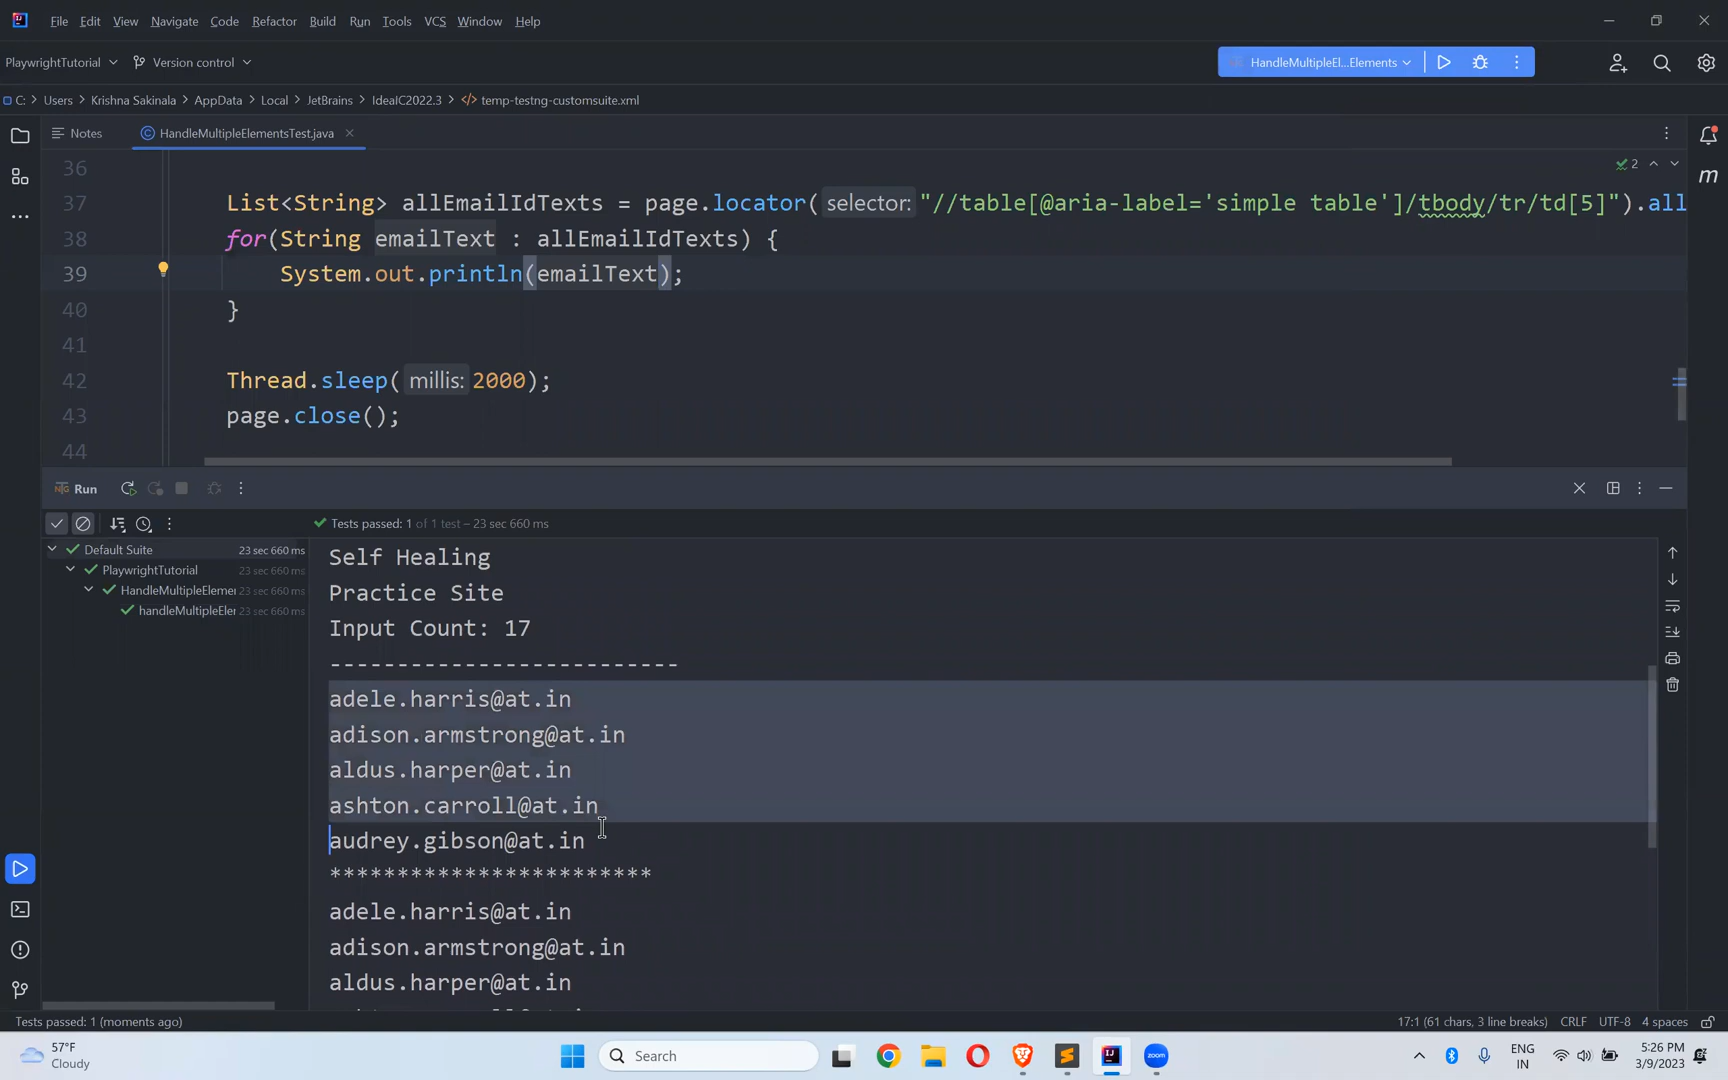 File Edit View Navigate Code Refactor Build Run Tools VCS Window Help
PlaywrightTutorial Version control HandleMultipleEl...Elements
C: Users Krishna Sakinala AppData Local JetBrains IdeaIC2022.3 temp-testng-customsuite.xml
Notes HandleMultipleElementsTest.java
36
2
37 List<String> allEmailIdTexts = page.locator( selector: "//table[@aria-label='simple table']/tbody/tr/td[5]").all
38 for(String emailText : allEmailIdTexts) {
39 System.out.println(emailText);
40 }
41
42 Thread.sleep( millis: 2000);
43 page.close();
44
Run
Tests passed: 1 of 1 test – 23 sec 660 ms
Default Suite 23 sec 660 ms
PlaywrightTutorial 23 sec 660 ms
HandleMultipleElemen 23 sec 660 ms
handleMultipleEler 23 sec 660 ms
Self Healing
Practice Site
Input Count: 17
--------------------------
adele.harris@at.in
adison.armstrong@at.in
aldus.harper@at.in
ashton.carroll@at.in
audrey.gibson@at.in
************************
adele.harris@at.in
adison.armstrong@at.in
aldus.harper@at.in
Tests passed: 1 (moments ago) 17:1 (61 chars, 3 line breaks) CRLF UTF-8 4 spaces
57°F
Cloudy
Search
zoom
ENG
IN
5:26 PM
3/9/2023